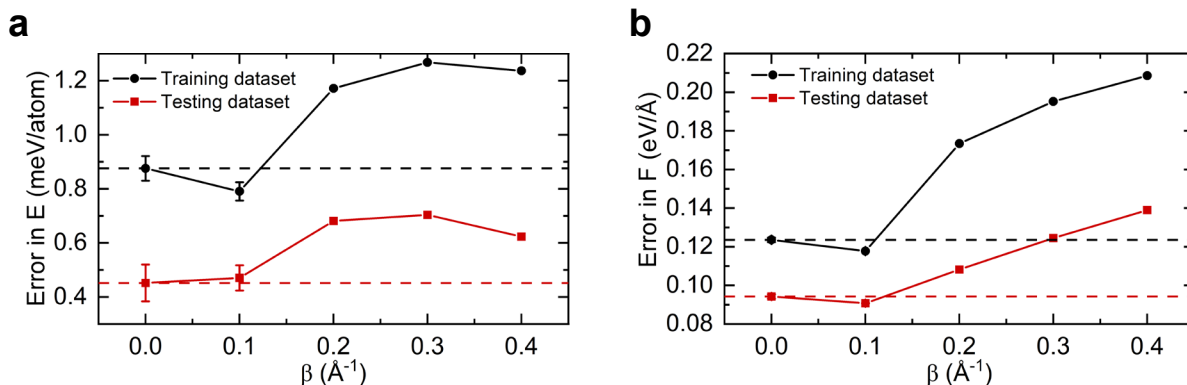 a
Error in E (meV/atom)
1.2
1.0
0.8
0.6
0.4
Training dataset
Testing dataset
0.0 0.1 0.2 0.3 0.4
β (Å⁻¹)
b
Error in F (eV/Å)
0.22
0.20
0.18
0.16
0.14
0.12
0.10
0.08
Training dataset
Testing dataset
0.0 0.1 0.2 0.3 0.4
β (Å⁻¹)